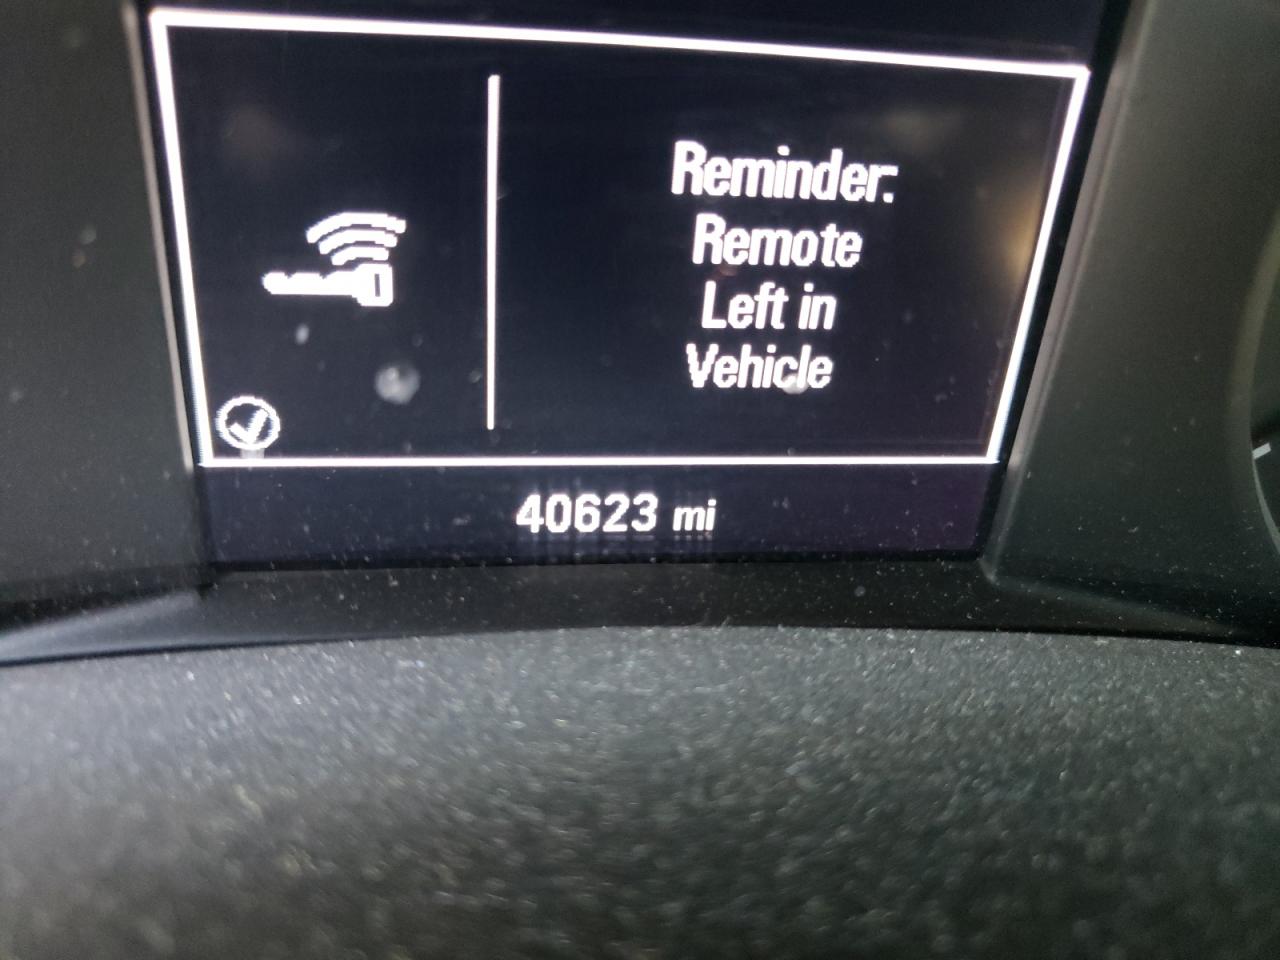 Reminder:
Remote
Left in
Vehicle
40623 mi